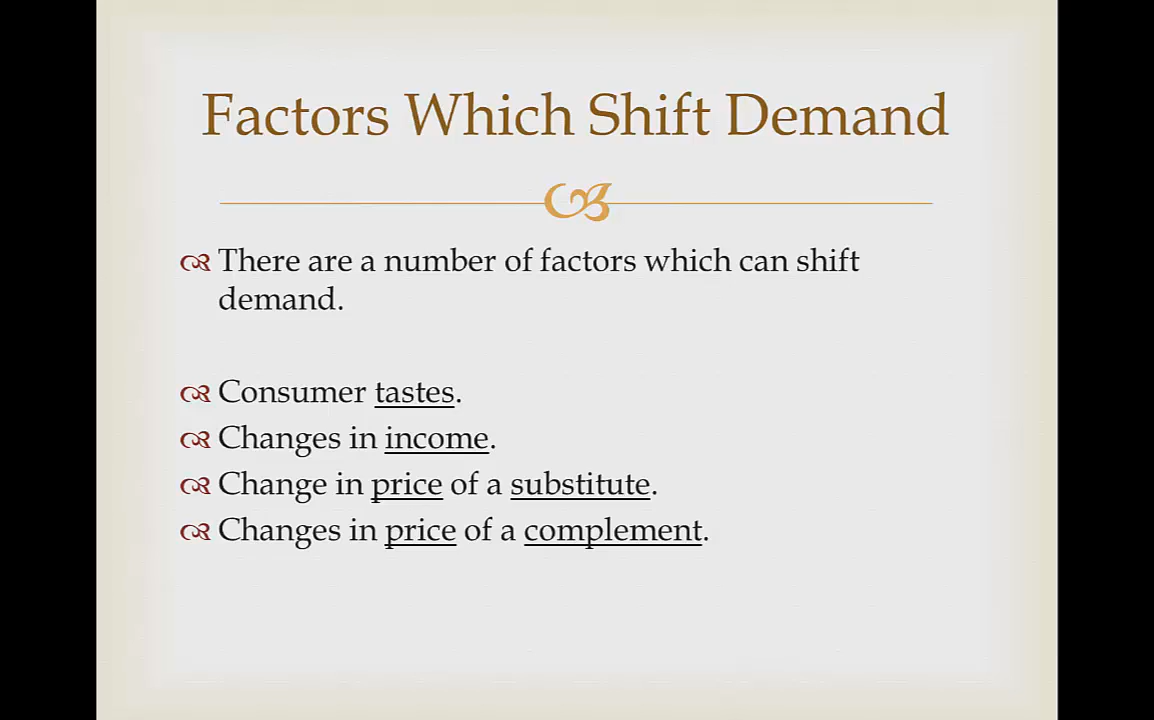 Factors Which Shift Demand
There are a number of factors which can shift
demand.
Consumer tastes.
Changes in income.
Change in price of a substitute.
Changes in price of a complement.